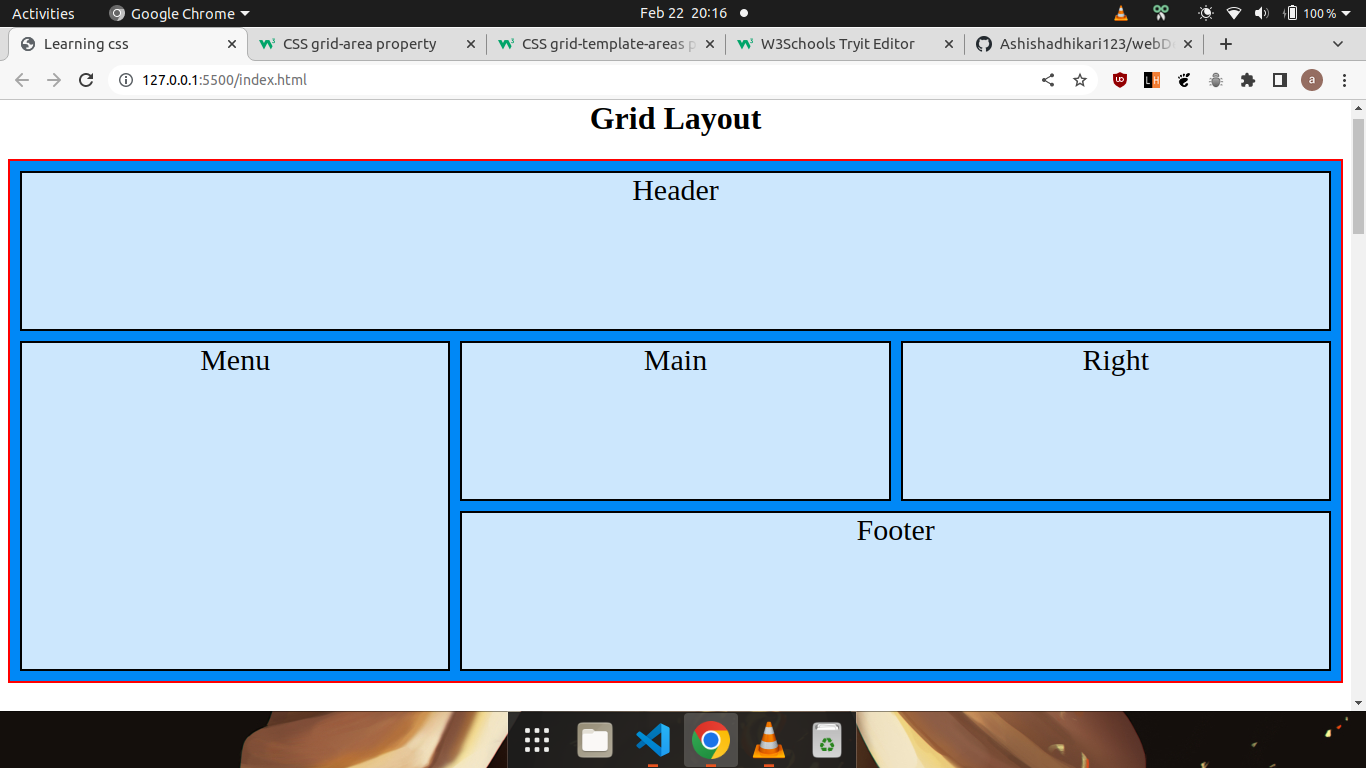 Activities Google Chrome Feb 22 20:16 100 %
Learning css CSS grid-area property CSS grid-template-areas p W3Schools Tryit Editor Ashishadhikari123/webD
127.0.0.1:5500/index.html a
Grid Layout
Header
Menu Main Right
Footer